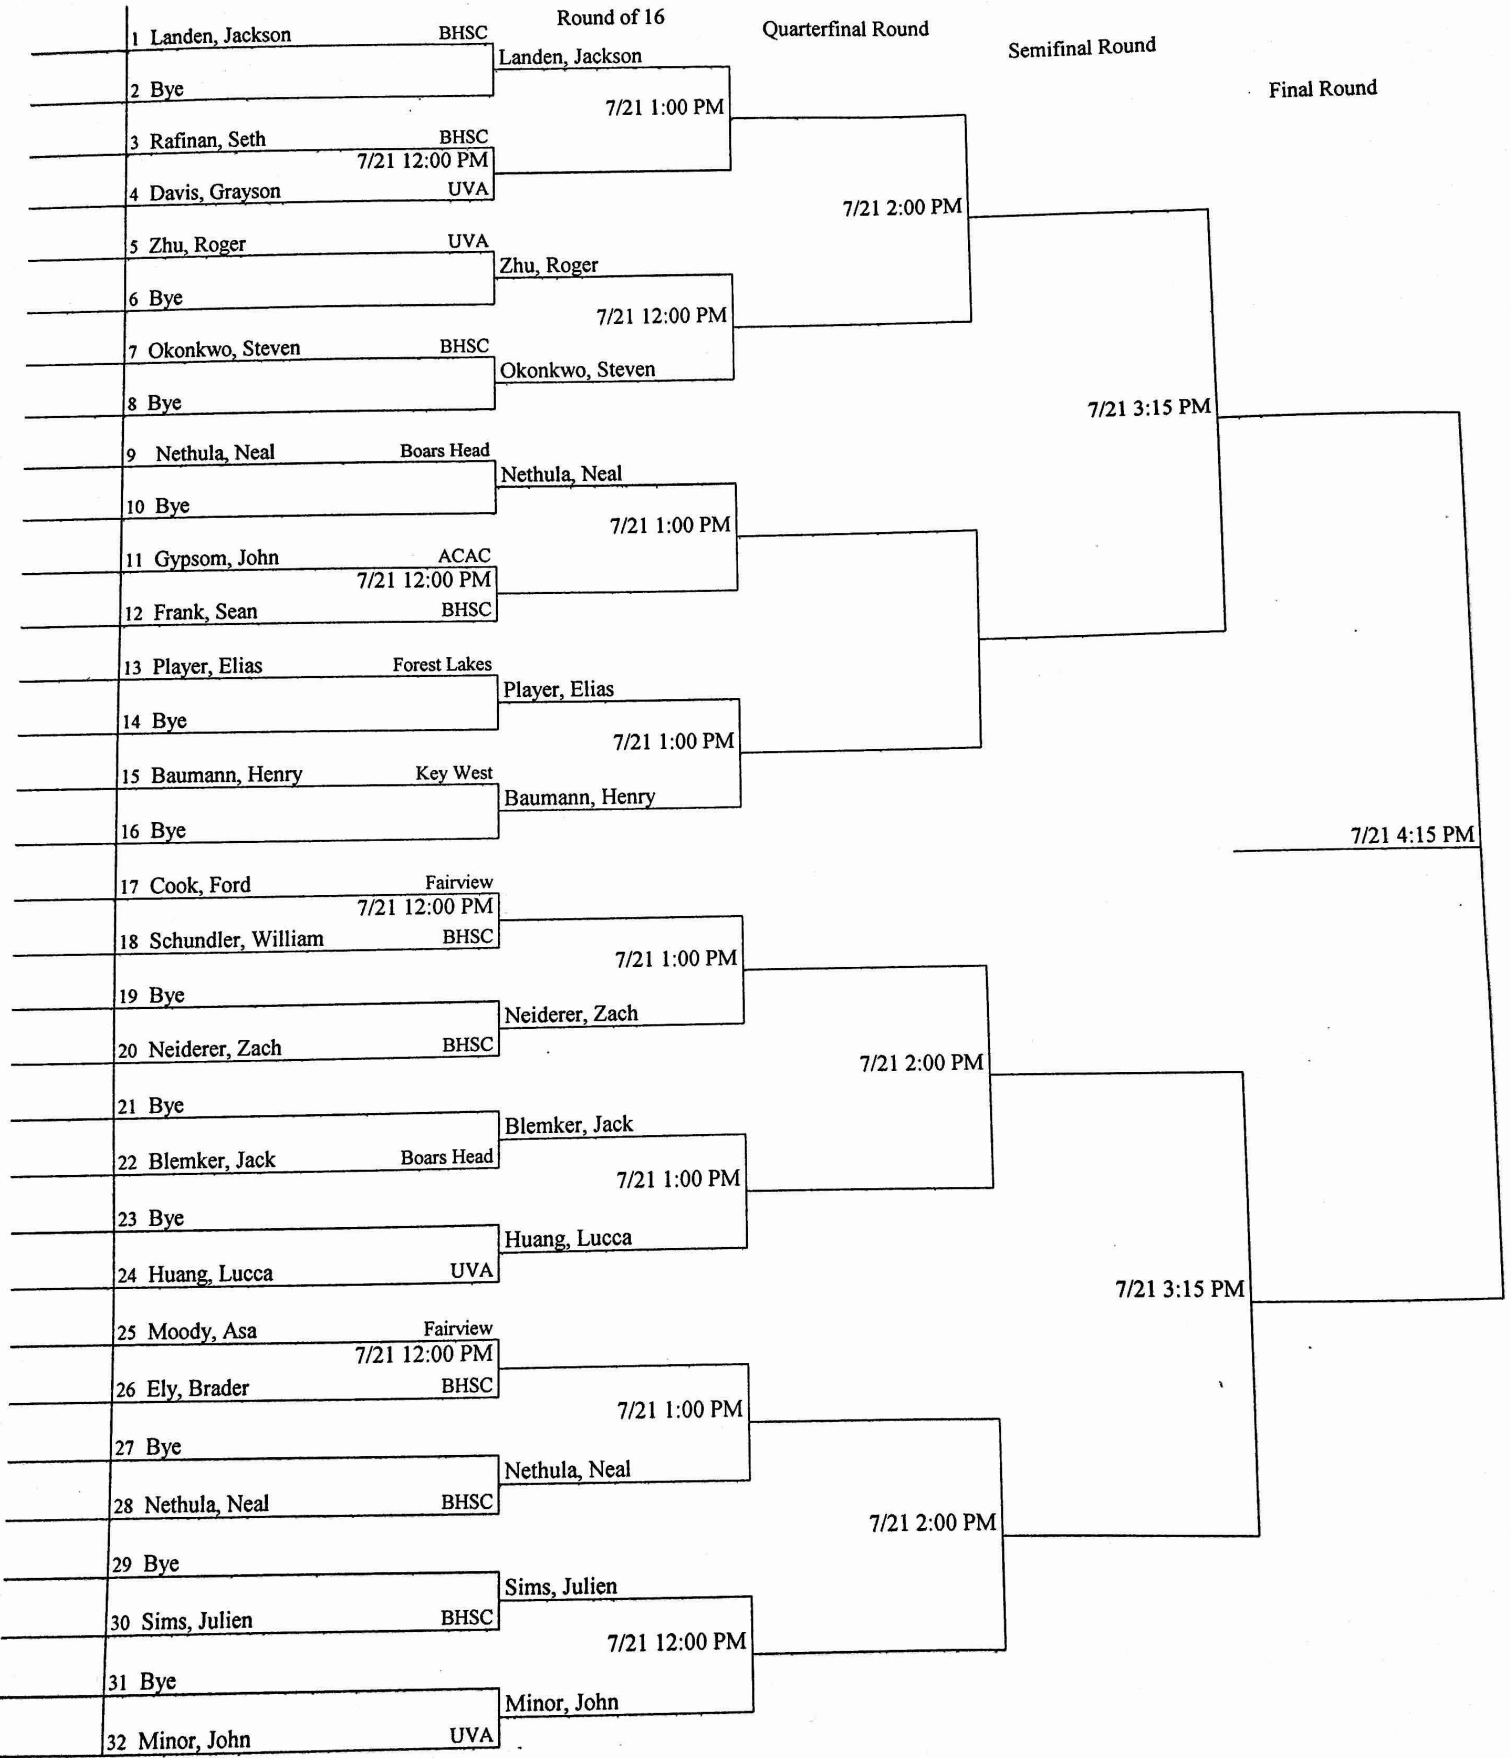 Round of 16
Quarterfinal Round
Semifinal Round
Final Round
1 Landen, Jackson BHSC
Landen, Jackson
2 Bye
7/21 1:00 PM
3 Rafinan, Seth BHSC
7/21 12:00 PM
4 Davis, Grayson UVA
7/21 2:00 PM
5 Zhu, Roger UVA
Zhu, Roger
6 Bye
7/21 12:00 PM
7 Okonkwo, Steven BHSC
Okonkwo, Steven
8 Bye
7/21 3:15 PM
9 Nethula, Neal Boars Head
Nethula, Neal
10 Bye
7/21 1:00 PM
11 Gypsom, John ACAC
7/21 12:00 PM
12 Frank, Sean BHSC
13 Player, Elias Forest Lakes
Player, Elias
14 Bye
7/21 1:00 PM
15 Baumann, Henry Key West
Baumann, Henry
16 Bye
7/21 4:15 PM
17 Cook, Ford Fairview
7/21 12:00 PM
18 Schundler, William BHSC
7/21 1:00 PM
19 Bye
Neiderer, Zach
20 Neiderer, Zach BHSC
7/21 2:00 PM
21 Bye
Blemker, Jack
22 Blemker, Jack Boars Head
7/21 1:00 PM
23 Bye
Huang, Lucca
24 Huang, Lucca UVA
7/21 3:15 PM
25 Moody, Asa Fairview
7/21 12:00 PM
26 Ely, Brader BHSC
7/21 1:00 PM
27 Bye
Nethula, Neal
28 Nethula, Neal BHSC
7/21 2:00 PM
29 Bye
Sims, Julien
30 Sims, Julien BHSC
7/21 12:00 PM
31 Bye
Minor, John
32 Minor, John UVA